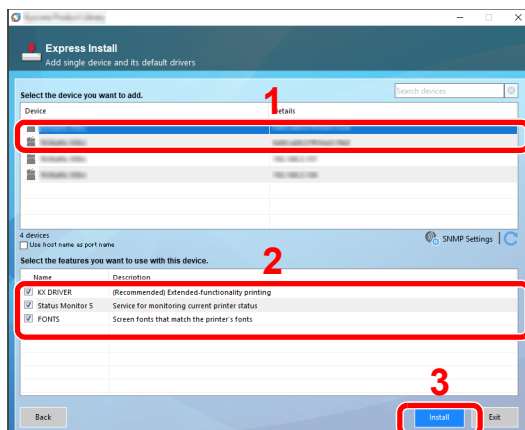 Express Install
Add single device and its default drivers
Select the device you want to add.
1
Search devices
Device Details
4 devices
Use host name as port name
SNMP Settings
Select the features you want to use with this device.
2
Name Description
KX DRIVER (Recommended) Extended-functionality printing
Status Monitor 5 Service for monitoring current printer status
FONTS Screen fonts that match the printer's fonts
3
Back Install Exit